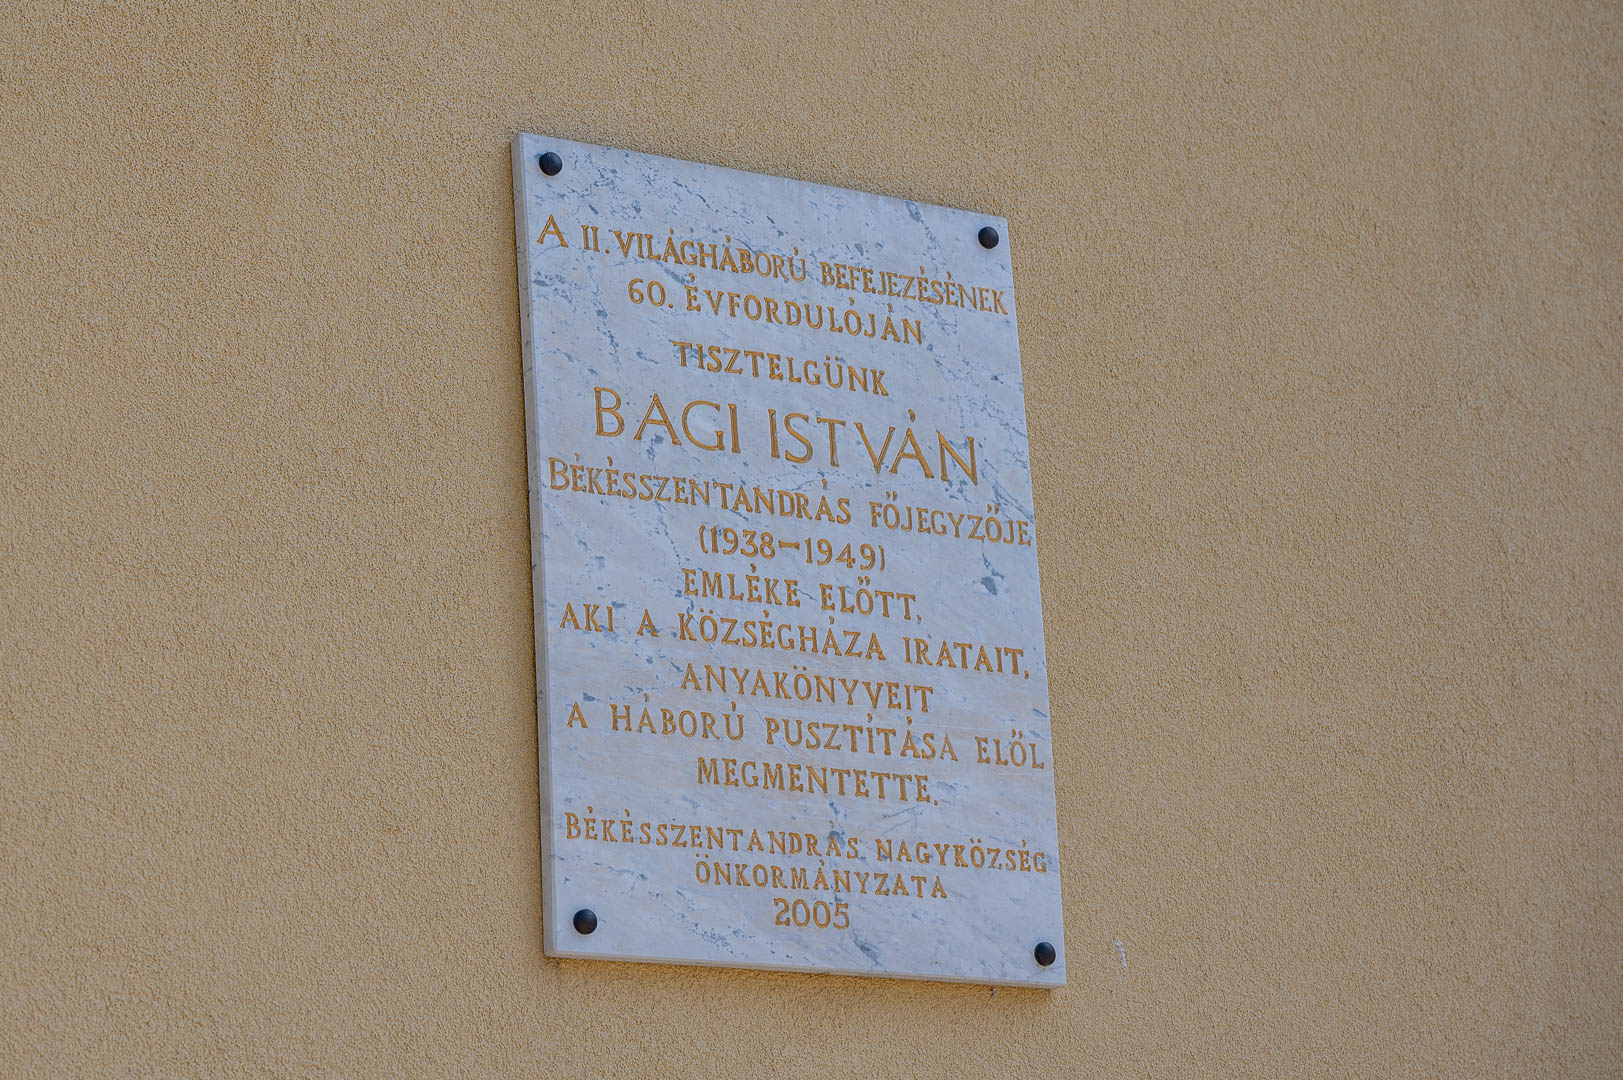 A II. VILÁGHÁBORÚ BEFEJEZÉSÉNEK
60. ÉVFORDULÓJÁN
TISZTELGÜNK
BAGI ISTVÁN
BÉKÉSSZENTANDRÁS FŐJEGYZŐJE
(1938–1949)
EMLÉKE ELŐTT,
AKI A KÖZSÉGHÁZA IRATAIT,
ANYAKÖNYVEIT
A HÁBORÚ PUSZTÍTÁSA ELŐL
MEGMENTETTE.
BÉKÉSSZENTANDRÁS NAGYKÖZSÉG
ÖNKORMÁNYZATA
2005